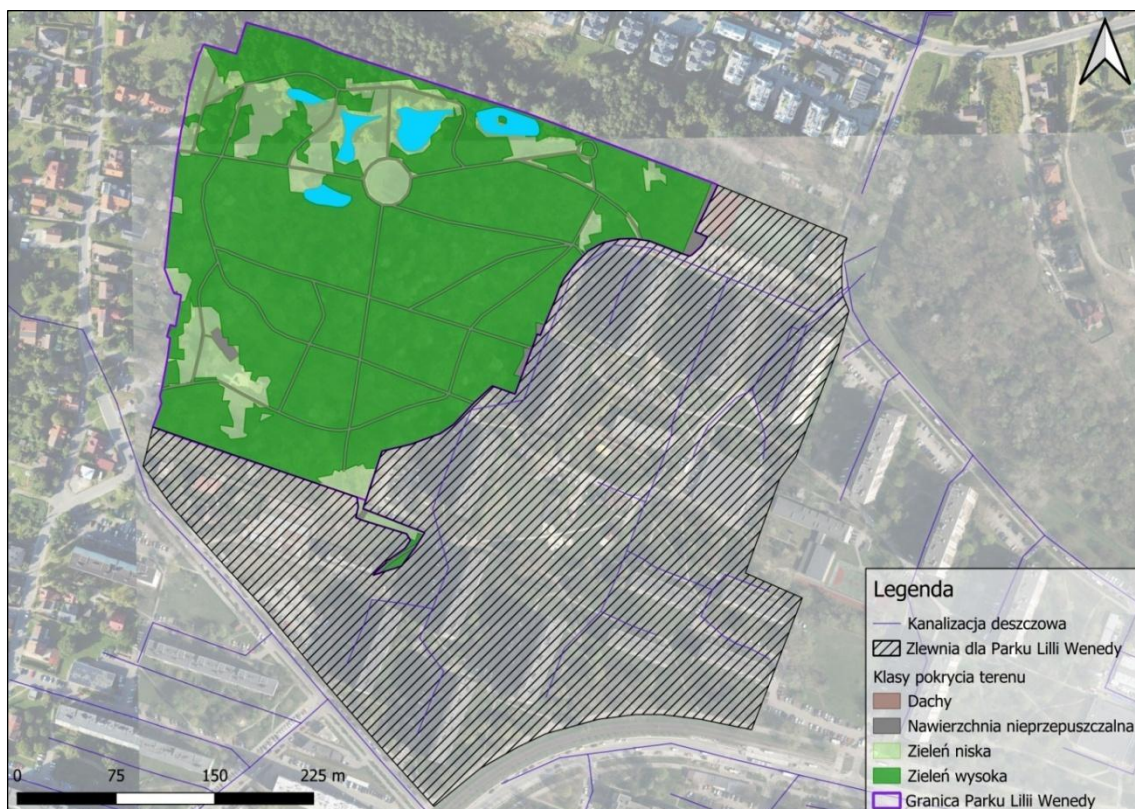 Legenda
Kanalizacja deszczowa
Zlewnia dla Parku Lilli Wenedy
Klasy pokrycia terenu
Dachy
Nawierzchnia nieprzepuszczalna
Zieleń niska
Zieleń wysoka
Granica Parku Lilii Wenedy
0 75 150 225 m